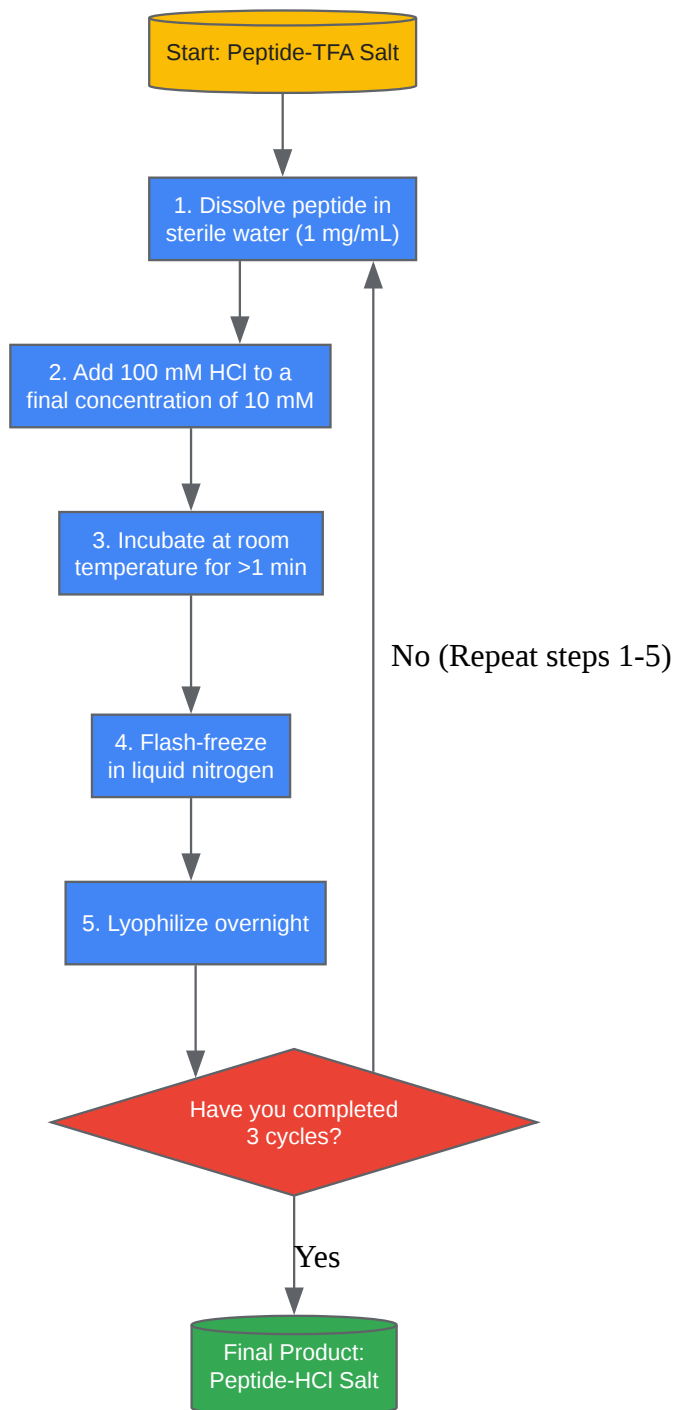 Start: Peptide-TFA Salt
1. Dissolve peptide in
sterile water (1 mg/mL)
2. Add 100 mM HCl to a
final concentration of 10 mM
3. Incubate at room
temperature for >1 min
No (Repeat steps 1-5)
4. Flash-freeze
in liquid nitrogen
5. Lyophilize overnight
Have you completed
3 cycles?
Yes
Final Product:
Peptide-HCl Salt